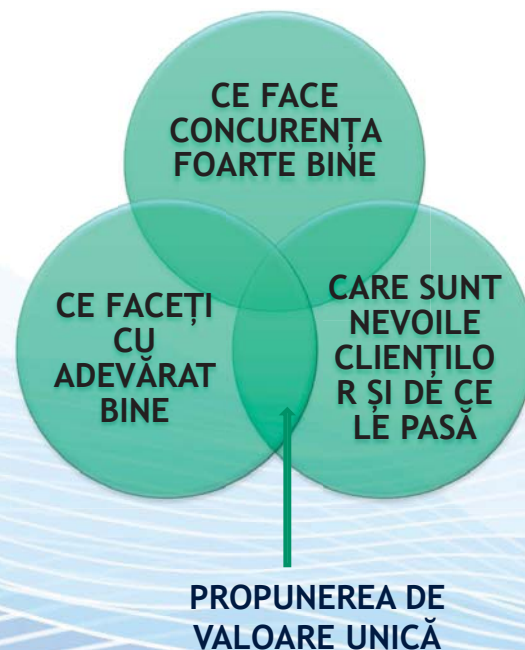 CE FACE
CONCURENȚA
FOARTE BINE
CE FACEȚI
CU
ADEVĂRAT
BINE
CARE SUNT
NEVOILE
CLIENȚILO
R ȘI DE CE
LE PASĂ
PROPUNEREA DE
VALOARE UNICĂ